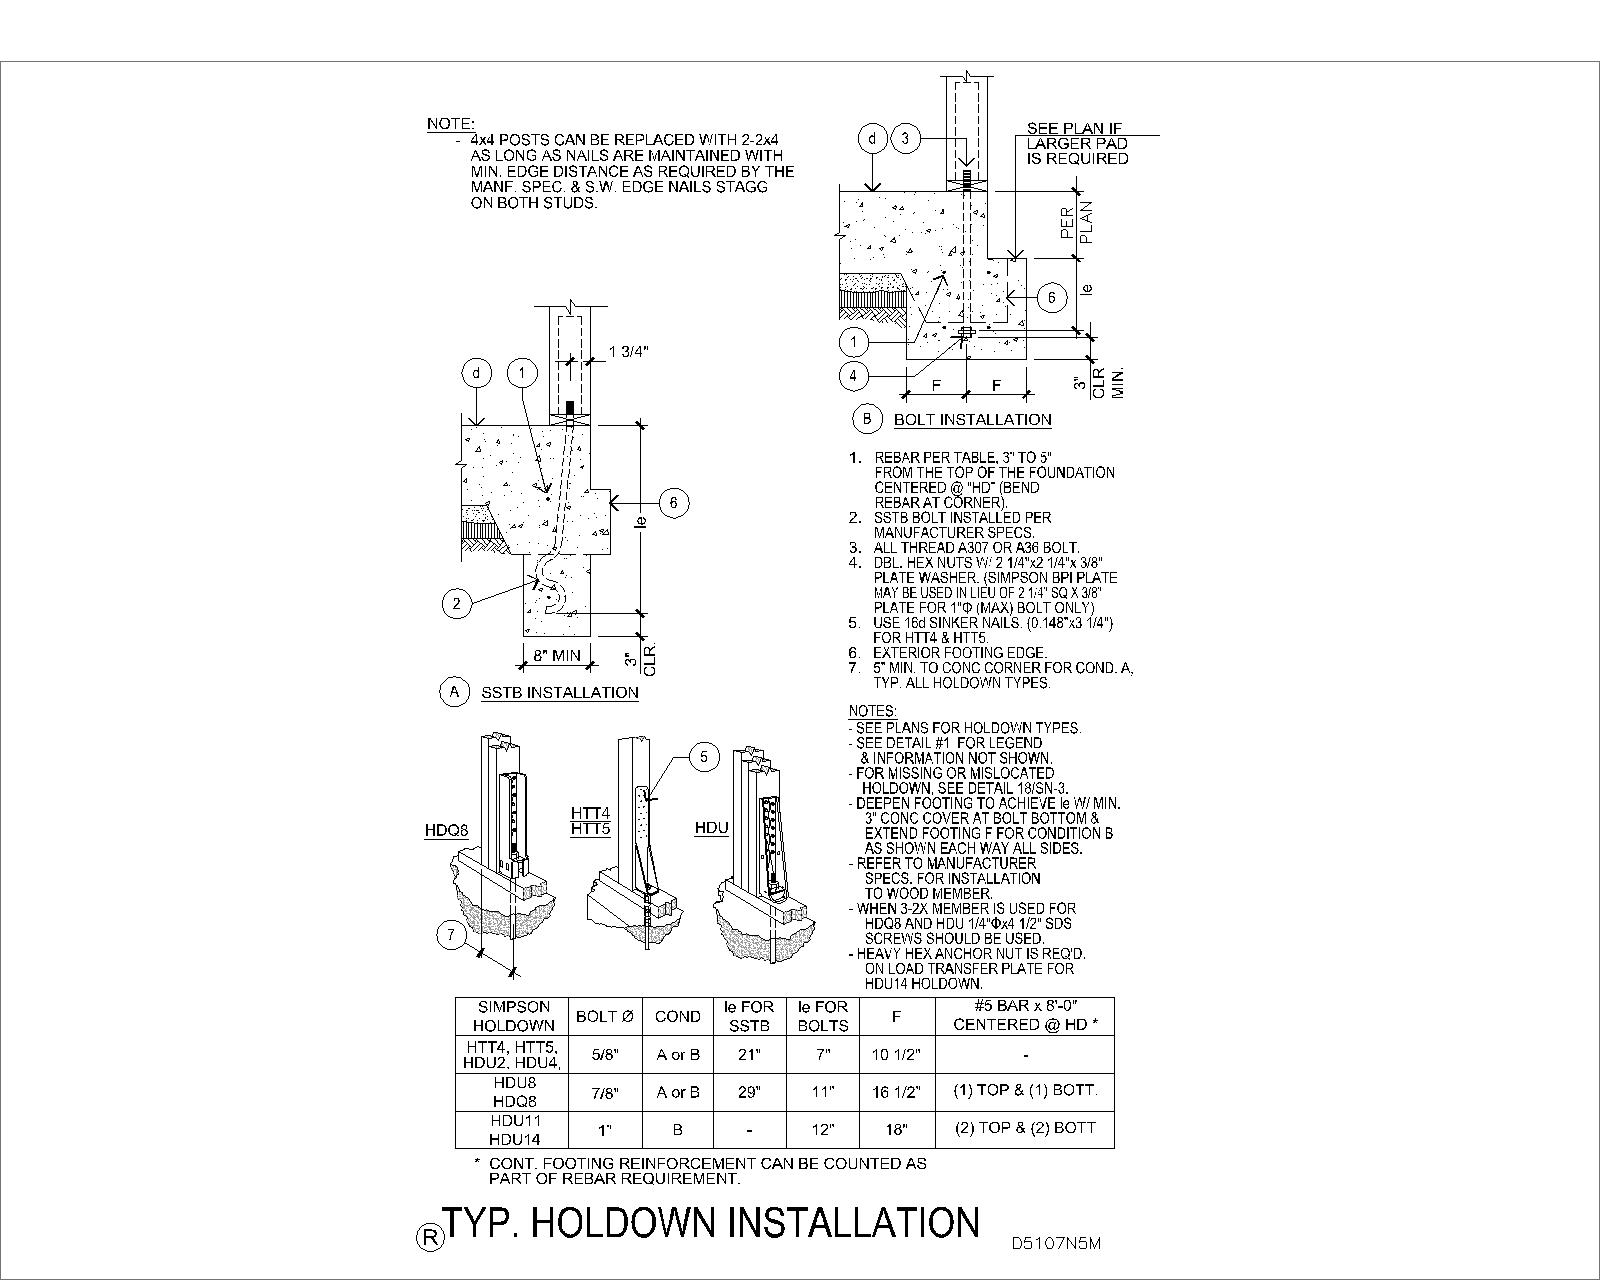 NOTE:
- 4x4 POSTS CAN BE REPLACED WITH 2-2x4
AS LONG AS NAILS ARE MAINTAINED WITH
MIN. EDGE DISTANCE AS REQUIRED BY THE
MANF. SPEC. & S.W. EDGE NAILS STAGG
ON BOTH STUDS.
d 3
SEE PLAN IF
LARGER PAD
IS REQUIRED
PER
PLAN
le
6
1
4
F F
3"
CLR
MIN.
B BOLT INSTALLATION
1 3/4"
d 1
6
le
2
8" MIN
3"
CLR.
A SSTB INSTALLATION
1. REBAR PER TABLE, 3" TO 5"
FROM THE TOP OF THE FOUNDATION
CENTERED @ "HD" (BEND
REBAR AT CORNER).
2. SSTB BOLT INSTALLED PER
MANUFACTURER SPECS.
3. ALL THREAD A307 OR A36 BOLT.
4. DBL. HEX NUTS W/ 2 1/4"x2 1/4"x 3/8"
PLATE WASHER. (SIMPSON BPI PLATE
MAY BE USED IN LIEU OF 2 1/4" SQ X 3/8"
PLATE FOR 1"Φ (MAX) BOLT ONLY)
5. USE 16d SINKER NAILS. (0.148"x3 1/4")
FOR HTT4 & HTT5.
6. EXTERIOR FOOTING EDGE.
7. 5" MIN. TO CONC CORNER FOR COND. A,
TYP. ALL HOLDOWN TYPES.
NOTES:
- SEE PLANS FOR HOLDOWN TYPES.
- SEE DETAIL #1 FOR LEGEND
& INFORMATION NOT SHOWN.
- FOR MISSING OR MISLOCATED
HOLDOWN, SEE DETAIL 18/SN-3.
- DEEPEN FOOTING TO ACHIEVE le W/ MIN.
3" CONC COVER AT BOLT BOTTOM &
EXTEND FOOTING F FOR CONDITION B
AS SHOWN EACH WAY ALL SIDES.
- REFER TO MANUFACTURER
SPECS. FOR INSTALLATION
TO WOOD MEMBER.
- WHEN 3-2X MEMBER IS USED FOR
HDQ8 AND HDU 1/4"Φx4 1/2" SDS
SCREWS SHOULD BE USED.
- HEAVY HEX ANCHOR NUT IS REQ'D.
ON LOAD TRANSFER PLATE FOR
HDU14 HOLDOWN.
HDQ8
7
HTT4
HTT5
5
HDU
SIMPSON HOLDOWN BOLT Ø COND le FOR SSTB le FOR BOLTS F #5 BAR x 8'-0" CENTERED @ HD *
HTT4, HTT5, HDU2, HDU4, 5/8" A or B 21" 7" 10 1/2" -
HDU8 HDQ8 7/8" A or B 29" 11" 16 1/2" (1) TOP & (1) BOTT.
HDU11 HDU14 1" B - 12" 18" (2) TOP & (2) BOTT
* CONT. FOOTING REINFORCEMENT CAN BE COUNTED AS
PART OF REBAR REQUIREMENT.
R TYP. HOLDOWN INSTALLATION
D5107N5M